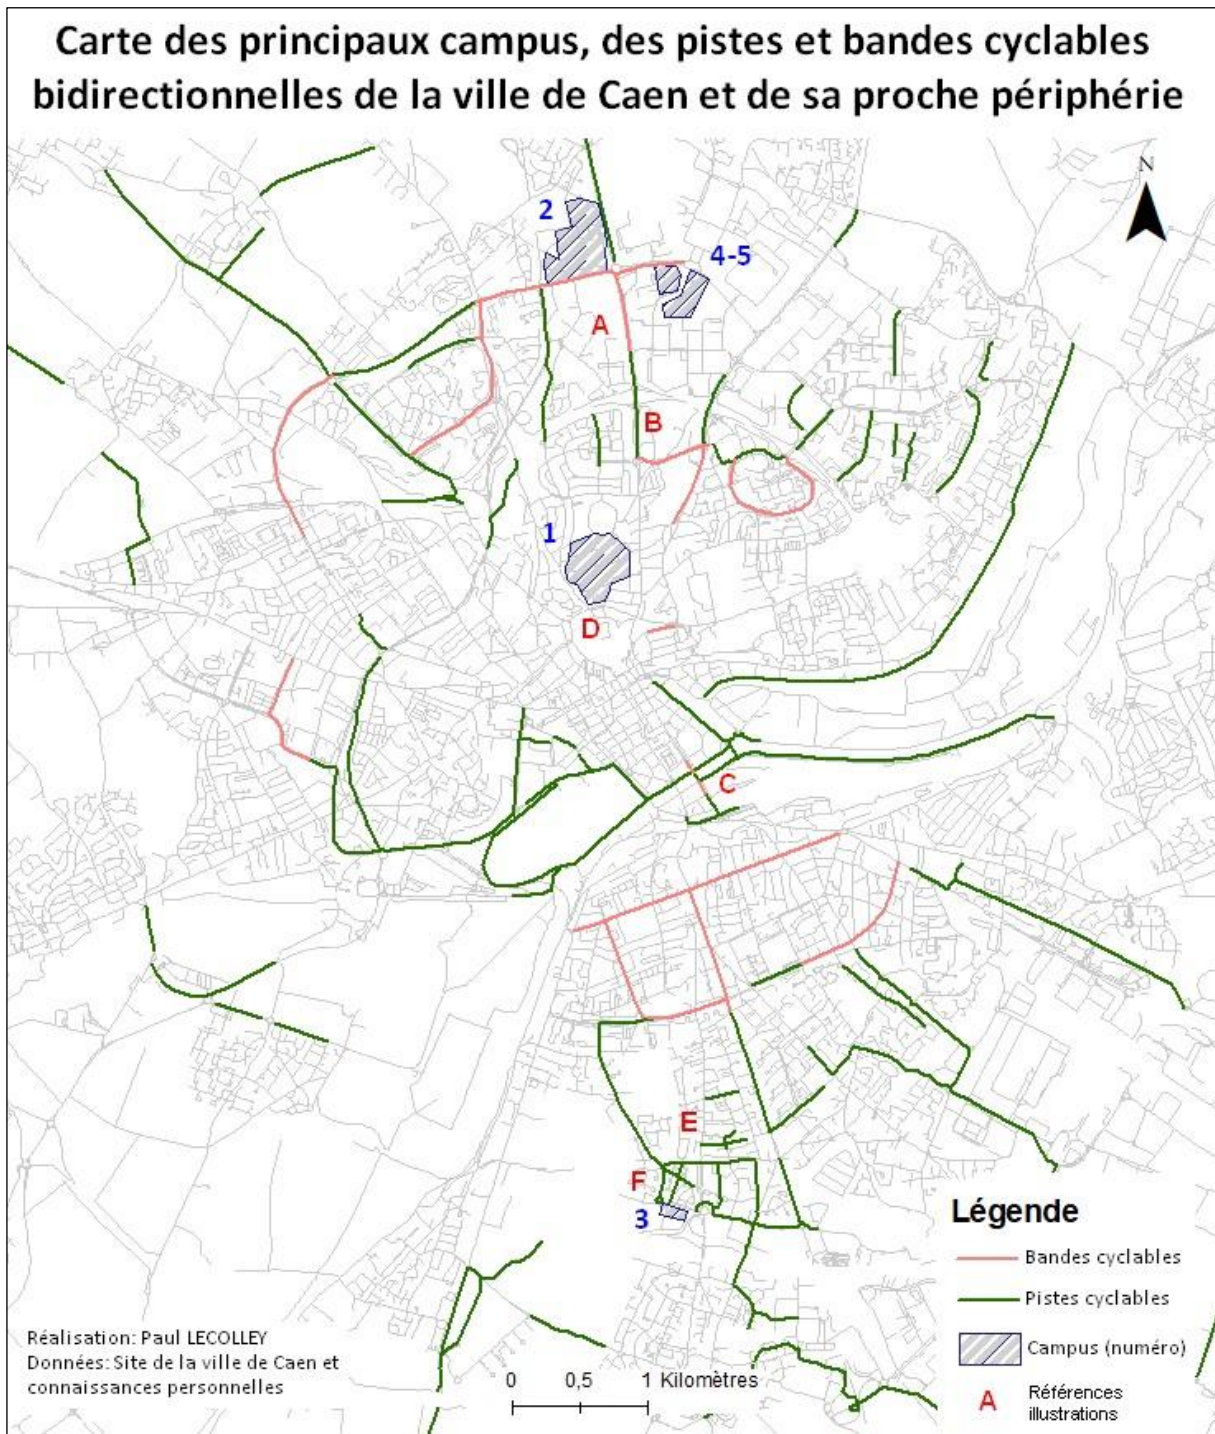 Carte des principaux campus, des pistes et bandes cyclables
bidirectionnelles de la ville de Caen et de sa proche périphérie
N
2
4-5
A
B
1
D
C
E
F
3
Légende
Bandes cyclables
Pistes cyclables
Campus (numéro)
A
Références
illustrations
Réalisation: Paul LECOLLEY
Données: Site de la ville de Caen et
connaissances personnelles
0 0,5 1 Kilomètres